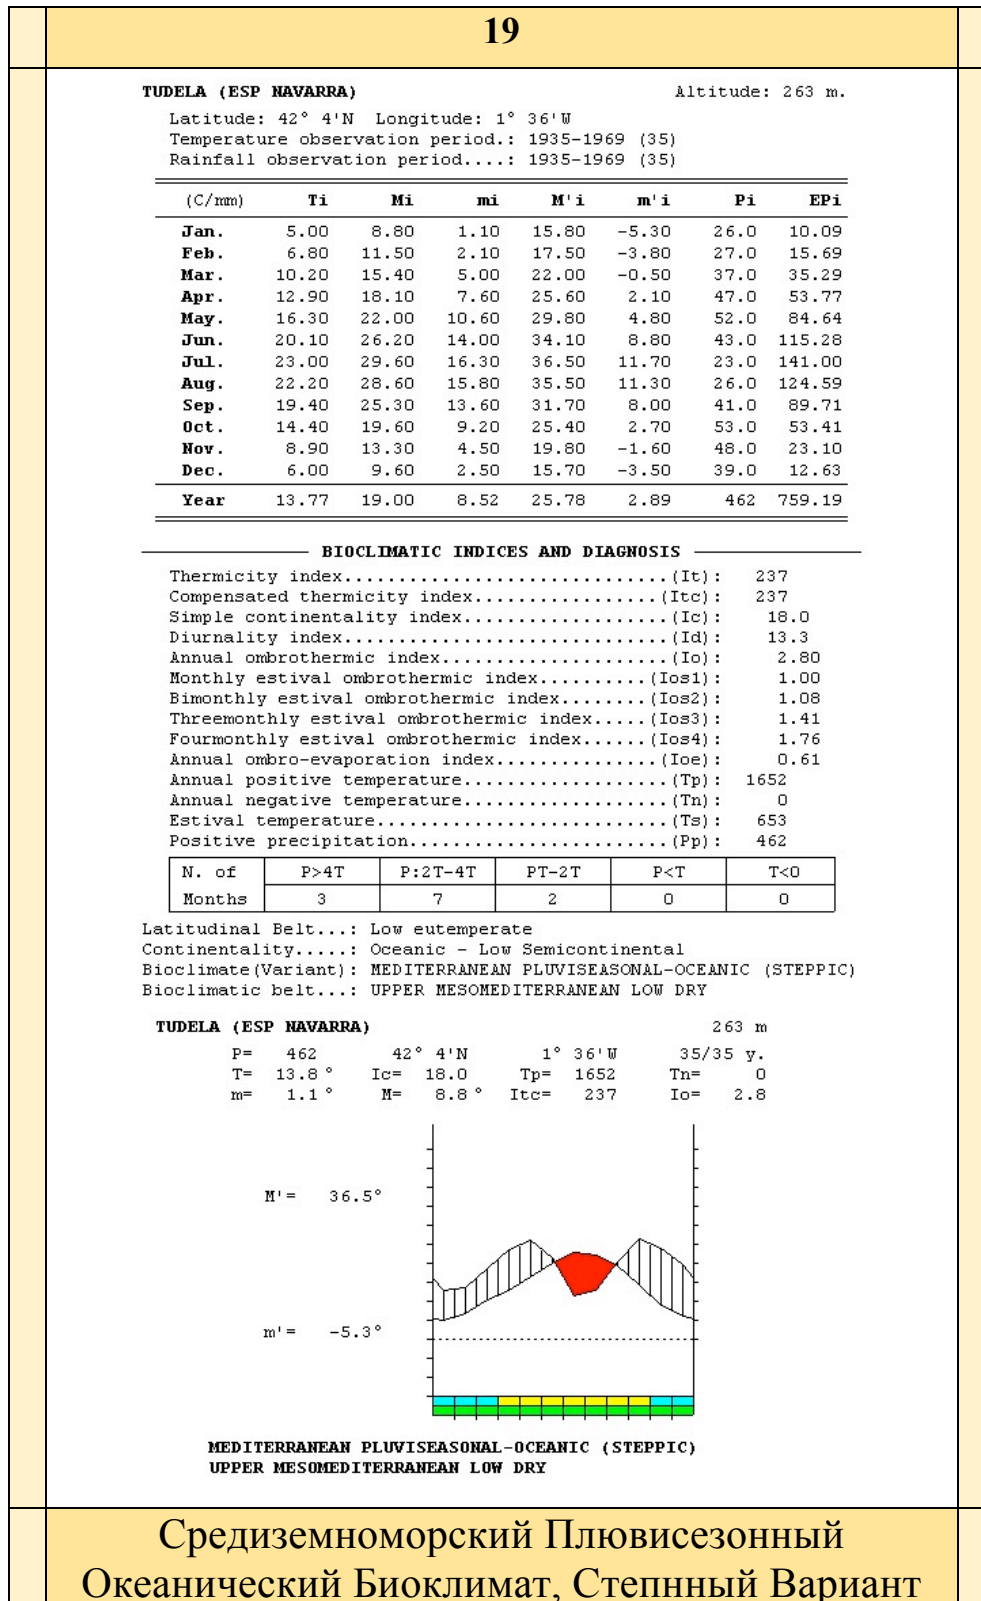 19
TUDELA (ESP NAVARRA) Altitude: 263 m.
Latitude: 42° 4'N Longitude: 1° 36'W
Temperature observation period.: 1935-1969 (35)
Rainfall observation period....: 1935-1969 (35)
(C/mm) Ti Mi mi M'i m'i Pi EPi
Jan. 5.00 8.80 1.10 15.80 -5.30 26.0 10.09
Feb. 6.80 11.50 2.10 17.50 -3.80 27.0 15.69
Mar. 10.20 15.40 5.00 22.00 -0.50 37.0 35.29
Apr. 12.90 18.10 7.60 25.60 2.10 47.0 53.77
May. 16.30 22.00 10.60 29.80 4.80 52.0 84.64
Jun. 20.10 26.20 14.00 34.10 8.80 43.0 115.28
Jul. 23.00 29.60 16.30 36.50 11.70 23.0 141.00
Aug. 22.20 28.60 15.80 35.50 11.30 26.0 124.59
Sep. 19.40 25.30 13.60 31.70 8.00 41.0 89.71
Oct. 14.40 19.60 9.20 25.40 2.70 53.0 53.41
Nov. 8.90 13.30 4.50 19.80 -1.60 48.0 23.10
Dec. 6.00 9.60 2.50 15.70 -3.50 39.0 12.63
Year 13.77 19.00 8.52 25.78 2.89 462 759.19
BIOCLIMATIC INDICES AND DIAGNOSIS
Thermicity index..............................(It): 237
Compensated thermicity index.................(Itc): 237
Simple continentality index...................(Ic): 18.0
Diurnality index..............................(Id): 13.3
Annual ombrothermic index.....................(Io): 2.80
Monthly estival ombrothermic index..........(Ios1): 1.00
Bimonthly estival ombrothermic index........(Ios2): 1.08
Threemonthly estival ombrothermic index.....(Ios3): 1.41
Fourmonthly estival ombrothermic index......(Ios4): 1.76
Annual ombro-evaporation index...............(Ioe): 0.61
Annual positive temperature...................(Tp): 1652
Annual negative temperature...................(Tn): 0
Estival temperature...........................(Ts): 653
Positive precipitation........................(Pp): 462
N. of P>4T P:2T-4T PT-2T P<T T<0
Months 3 7 2 0 0
Latitudinal Belt...: Low eutemperate
Continentality.....: Oceanic - Low Semicontinental
Bioclimate(Variant): MEDITERRANEAN PLUVISEASONAL-OCEANIC (STEPPIC)
Bioclimatic belt...: UPPER MESOMEDITERRANEAN LOW DRY
TUDELA (ESP NAVARRA) 263 m
P= 462 42° 4'N 1° 36'W 35/35 y.
T= 13.8° Ic= 18.0 Tp= 1652 Tn= 0
m= 1.1° M= 8.8° Itc= 237 Io= 2.8
M'= 36.5°
m'= -5.3°
MEDITERRANEAN PLUVISEASONAL-OCEANIC (STEPPIC)
UPPER MESOMEDITERRANEAN LOW DRY
Средиземноморский Плювисезонный
Океанический Биоклимат, Степнный Вариант